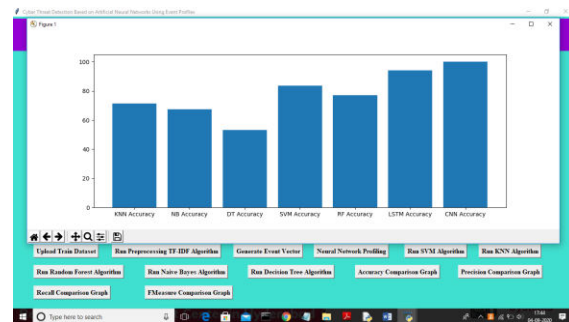 Cyber Threat Detection Based on Artificial Neural Networks Using Event Profiles
Figure 1
100
80
60
40
20
0
KNN Accuracy NB Accuracy DT Accuracy SVM Accuracy RF Accuracy LSTM Accuracy CNN Accuracy
Upload Train Dataset Run Preprocessing TF-IDF Algorithm Generate Event Vector Neural Network Profiling Run SVM Algorithm Run KNN Algorithm
Run Random Forest Algorithm Run Naive Bayes Algorithm Run Decision Tree Algorithm Accuracy Comparison Graph Precision Comparison Graph
Recall Comparison Graph FMeasure Comparison Graph
Type here to search